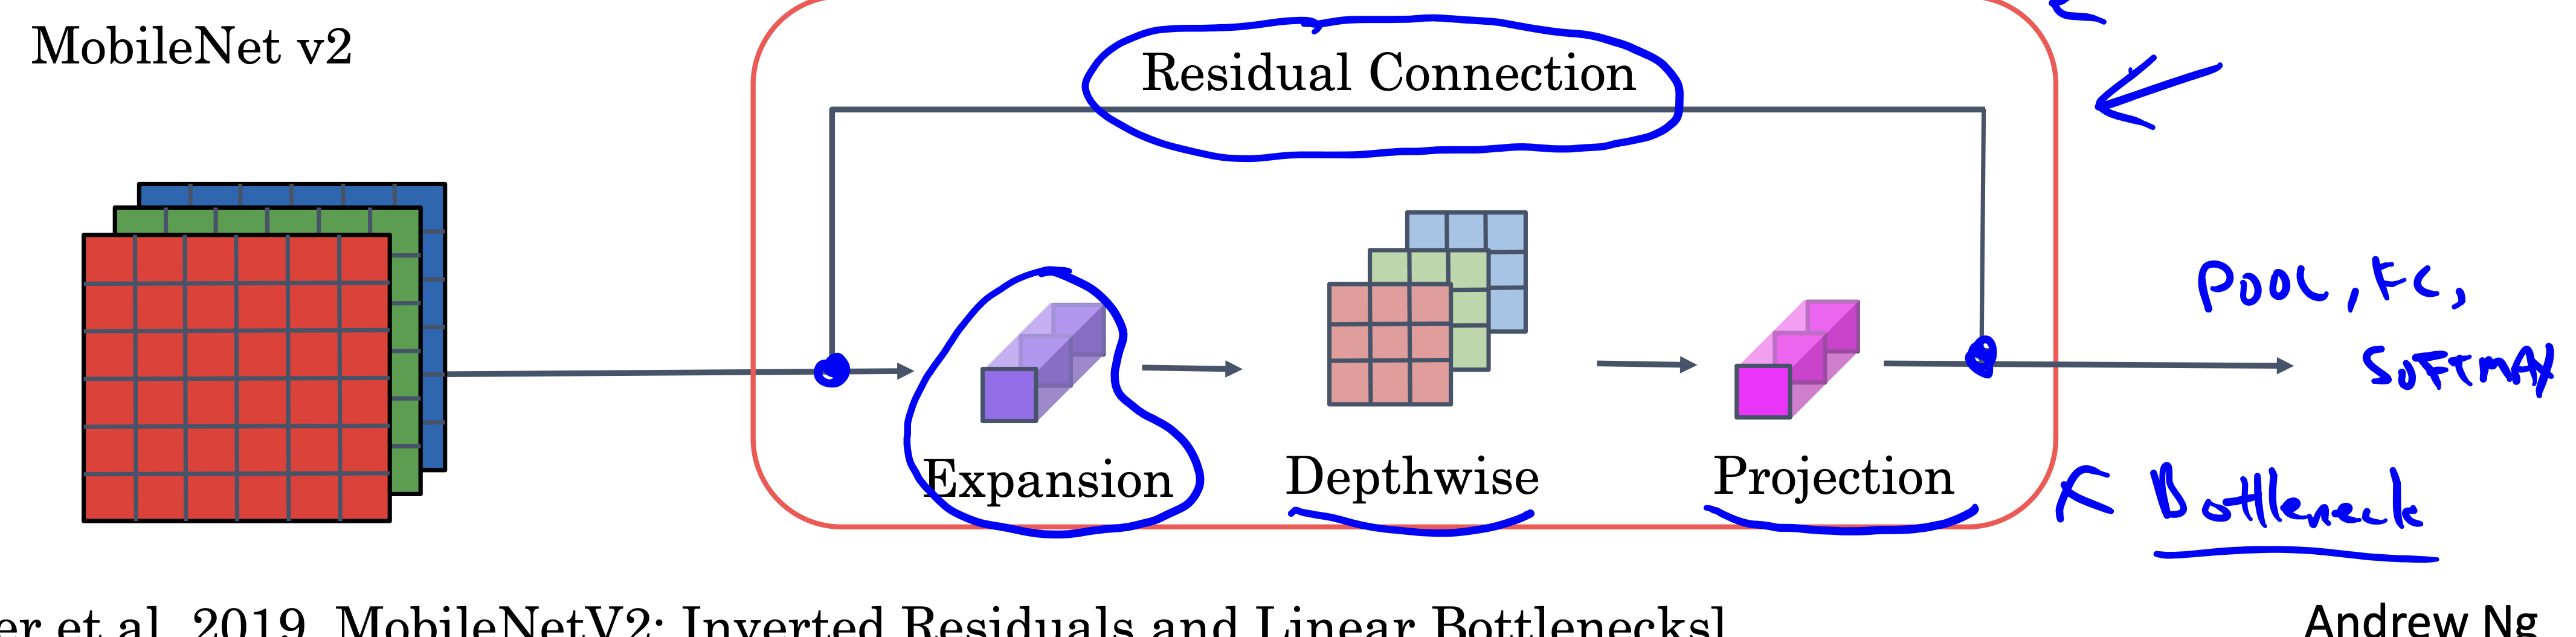 MobileNet v2
Residual Connection
Expansion
Depthwise
Projection
POOL, FC,
SOFTMAX
Bottleneck
er et al. 2019, MobileNetV2: Inverted Residuals and Linear Bottlenecks]
Andrew Ng